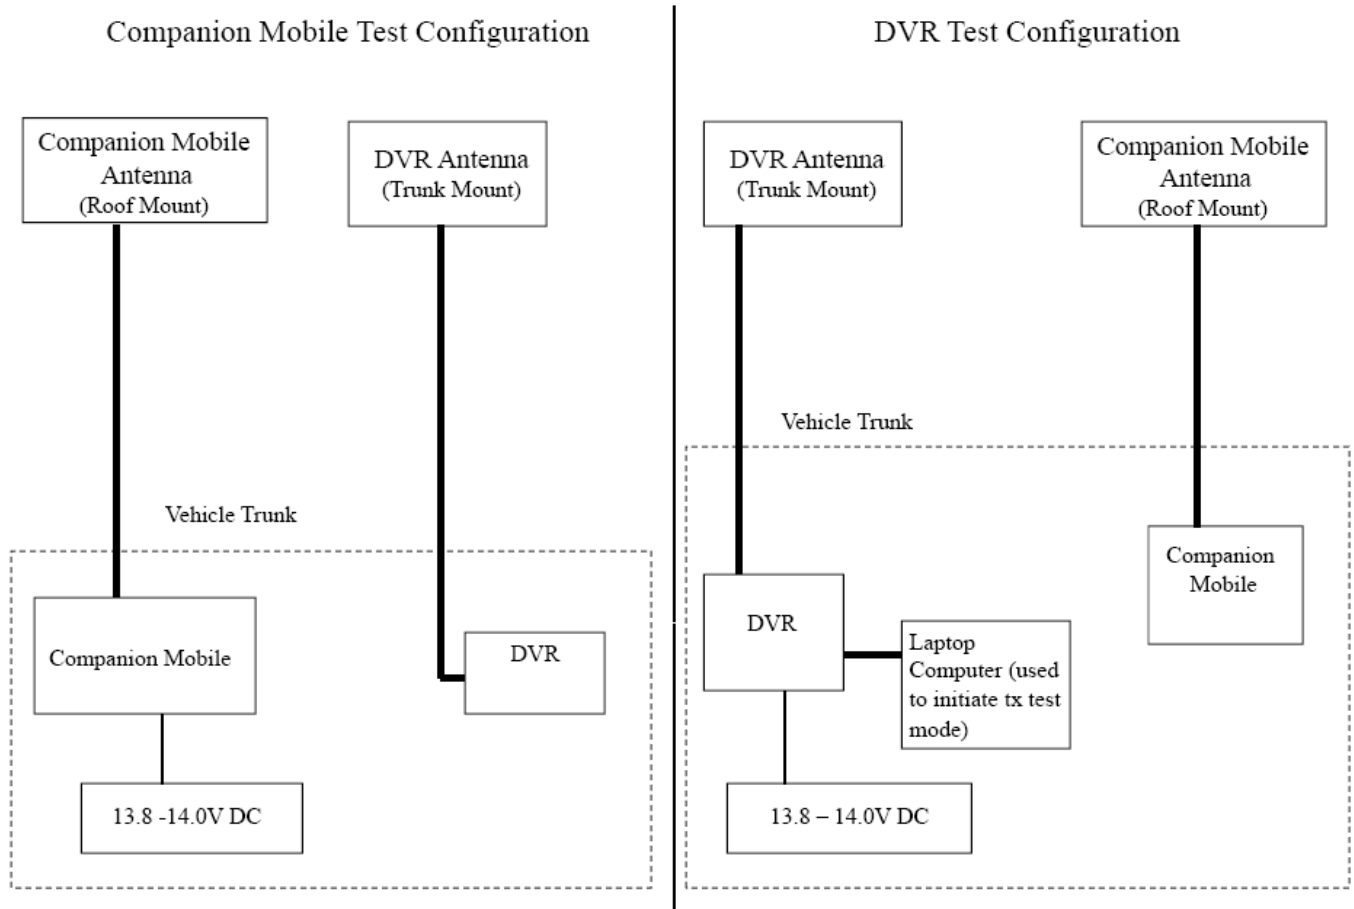 Companion Mobile Test Configuration
Companion Mobile
Antenna
(Roof Mount)
DVR Antenna
(Trunk Mount)
Vehicle Trunk
Companion Mobile
DVR
13.8 -14.0V DC
DVR Test Configuration
DVR Antenna
(Trunk Mount)
Companion Mobile
Antenna
(Roof Mount)
Vehicle Trunk
Companion
Mobile
DVR
Laptop
Computer (used
to initiate tx test
mode)
13.8 – 14.0V DC